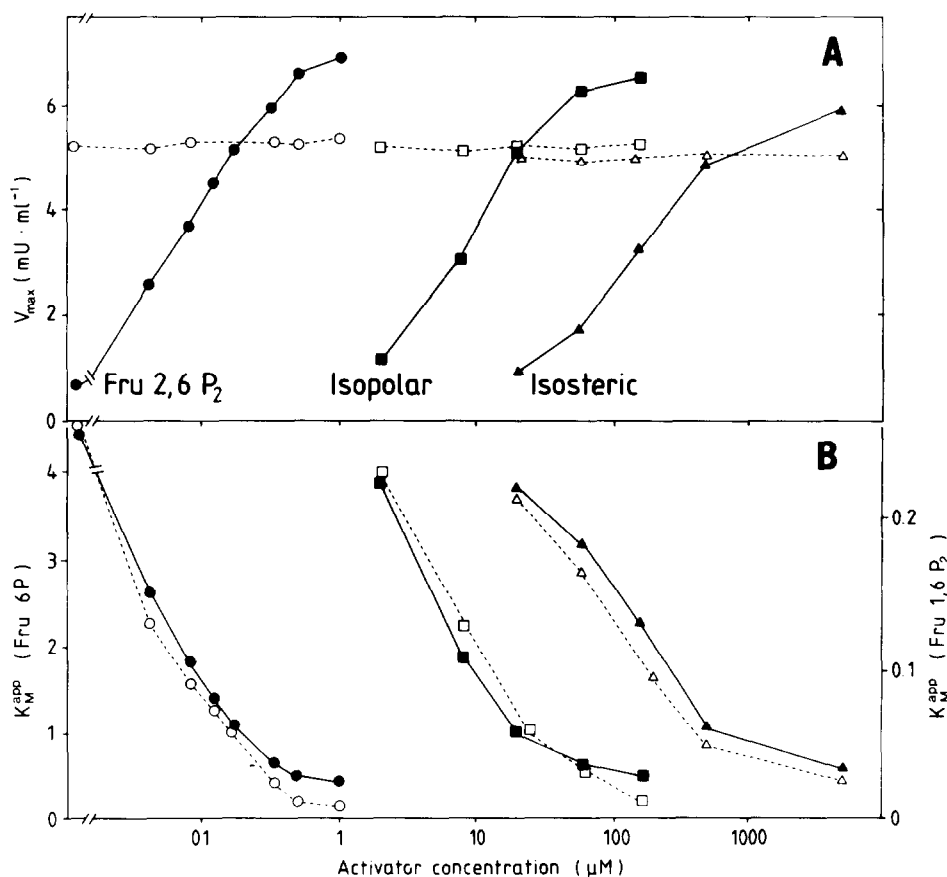 A
V_max (mU · ml⁻¹)
6
4
2
0
Fru 2,6 P₂
Isopolar
Isosteric
B
K_M^app (Fru 6P)
4
3
2
1
0
K_M^app (Fru 1,6 P₂)
0.2
0.1
0
01
1
10
100
1000
Activator concentration (µM)